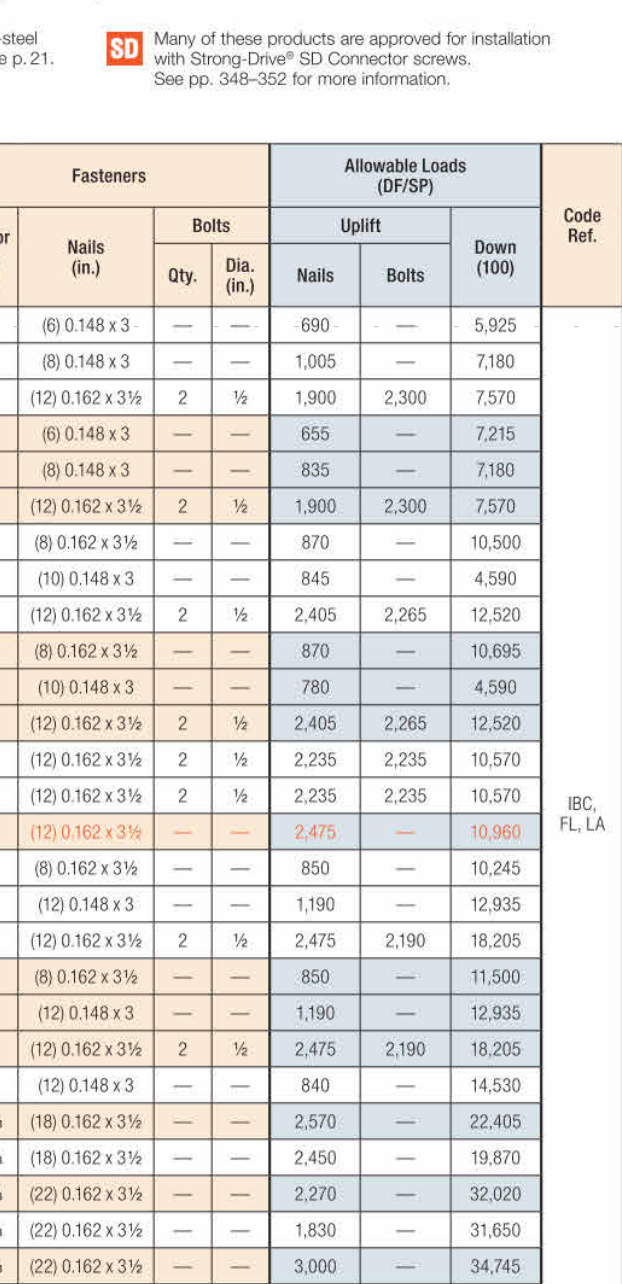 -steel
p. 21.
SD
Many of these products are approved for installation
with Strong-Drive® SD Connector screws.
See pp. 348–352 for more information.
Fasteners
Allowable Loads
(DF/SP)
Code
Ref.
or
Nails
(in.)
Bolts
Uplift
Down
(100)
Qty.
Dia.
(in.)
Nails
Bolts
(6) 0.148 x 3 — — 690 — 5,925
(8) 0.148 x 3 — — 1,005 — 7,180
(12) 0.162 x 3½ 2 ½ 1,900 2,300 7,570
(6) 0.148 x 3 — — 655 — 7,215
(8) 0.148 x 3 — — 835 — 7,180
(12) 0.162 x 3½ 2 ½ 1,900 2,300 7,570
(8) 0.162 x 3½ — — 870 — 10,500
(10) 0.148 x 3 — — 845 — 4,590
(12) 0.162 x 3½ 2 ½ 2,405 2,265 12,520
(8) 0.162 x 3½ — — 870 — 10,695
(10) 0.148 x 3 — — 780 — 4,590
(12) 0.162 x 3½ 2 ½ 2,405 2,265 12,520
(12) 0.162 x 3½ 2 ½ 2,235 2,235 10,570
(12) 0.162 x 3½ 2 ½ 2,235 2,235 10,570
IBC,
FL, LA
(12) 0.162 x 3½ — — 2,475 — 10,960
(8) 0.162 x 3½ — — 850 — 10,245
(12) 0.148 x 3 — — 1,190 — 12,935
(12) 0.162 x 3½ 2 ½ 2,475 2,190 18,205
(8) 0.162 x 3½ — — 850 — 11,500
(12) 0.148 x 3 — — 1,190 — 12,935
(12) 0.162 x 3½ 2 ½ 2,475 2,190 18,205
(12) 0.148 x 3 — — 840 — 14,530
(18) 0.162 x 3½ — — 2,570 — 22,405
(18) 0.162 x 3½ — — 2,450 — 19,870
(22) 0.162 x 3½ — — 2,270 — 32,020
(22) 0.162 x 3½ — — 1,830 — 31,650
(22) 0.162 x 3½ — — 3,000 — 34,745